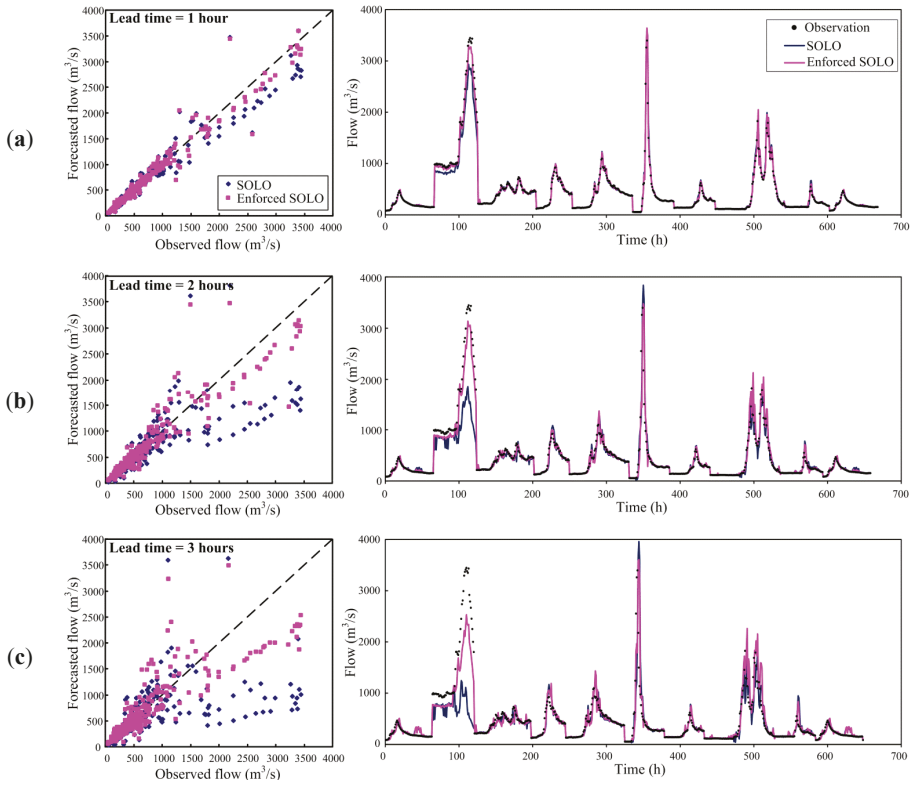 (a)
Lead time = 1 hour
Forecasted flow (m³/s)
4000
3500
3000
2500
2000
1500
1000
500
0
SOLO
Enforced SOLO
0 500 1000 1500 2000 2500 3000 3500 4000
Observed flow (m³/s)
Flow (m³/s)
4000
3000
2000
1000
0
Observation
SOLO
Enforced SOLO
0 100 200 300 400 500 600 700
Time (h)
(b)
Lead time = 2 hours
Forecasted flow (m³/s)
4000
3500
3000
2500
2000
1500
1000
500
0
0 500 1000 1500 2000 2500 3000 3500 4000
Observed flow (m³/s)
Flow (m³/s)
4000
3000
2000
1000
0
0 100 200 300 400 500 600 700
Time (h)
(c)
Lead time = 3 hours
Forecasted flow (m³/s)
4000
3500
3000
2500
2000
1500
1000
500
0
0 500 1000 1500 2000 2500 3000 3500 4000
Observed flow (m³/s)
Flow (m³/s)
4000
3000
2000
1000
0
0 100 200 300 400 500 600 700
Time (h)